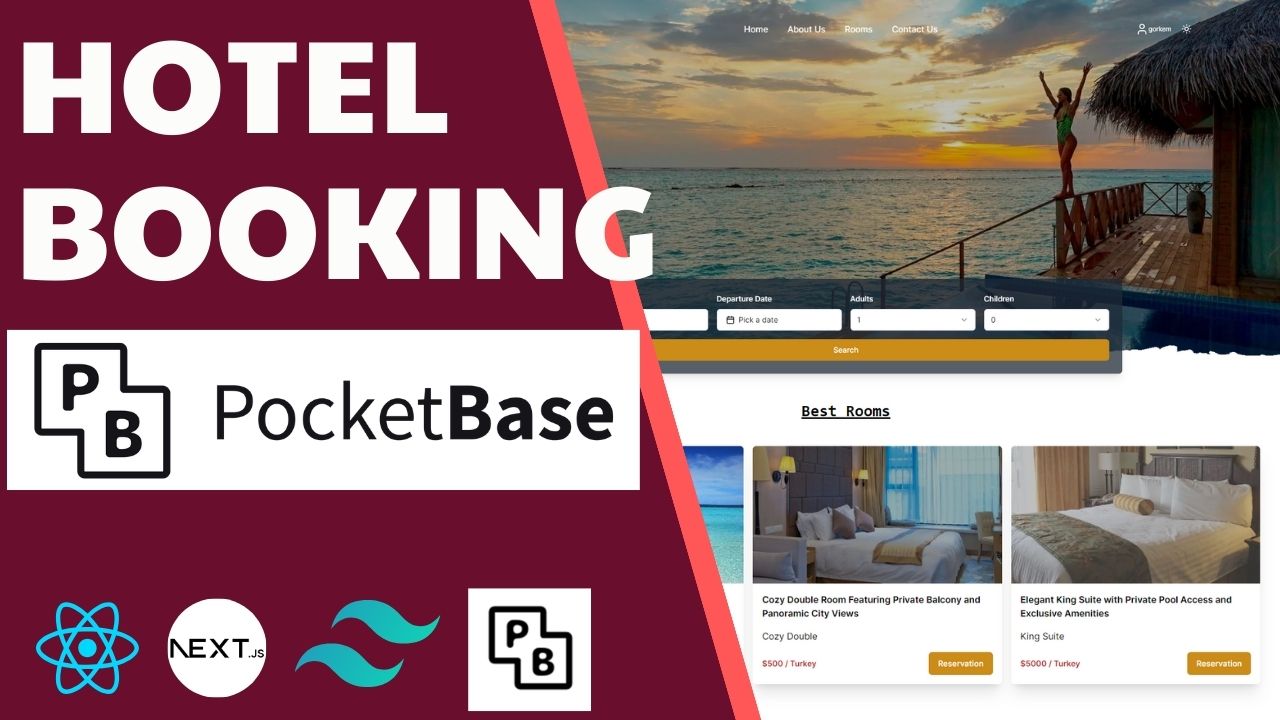 HOTEL
BOOKING
P
B
PocketBase
NEXT.JS
P
B
Home About Us Rooms Contact Us
gorkem
Departure Date Adults Children
Pick a date 1 0
Search
Best Rooms
Cozy Double Room Featuring Private Balcony and
Panoramic City Views
Cozy Double
$500 / Turkey Reservation
Elegant King Suite with Private Pool Access and
Exclusive Amenities
King Suite
$5000 / Turkey Reservation